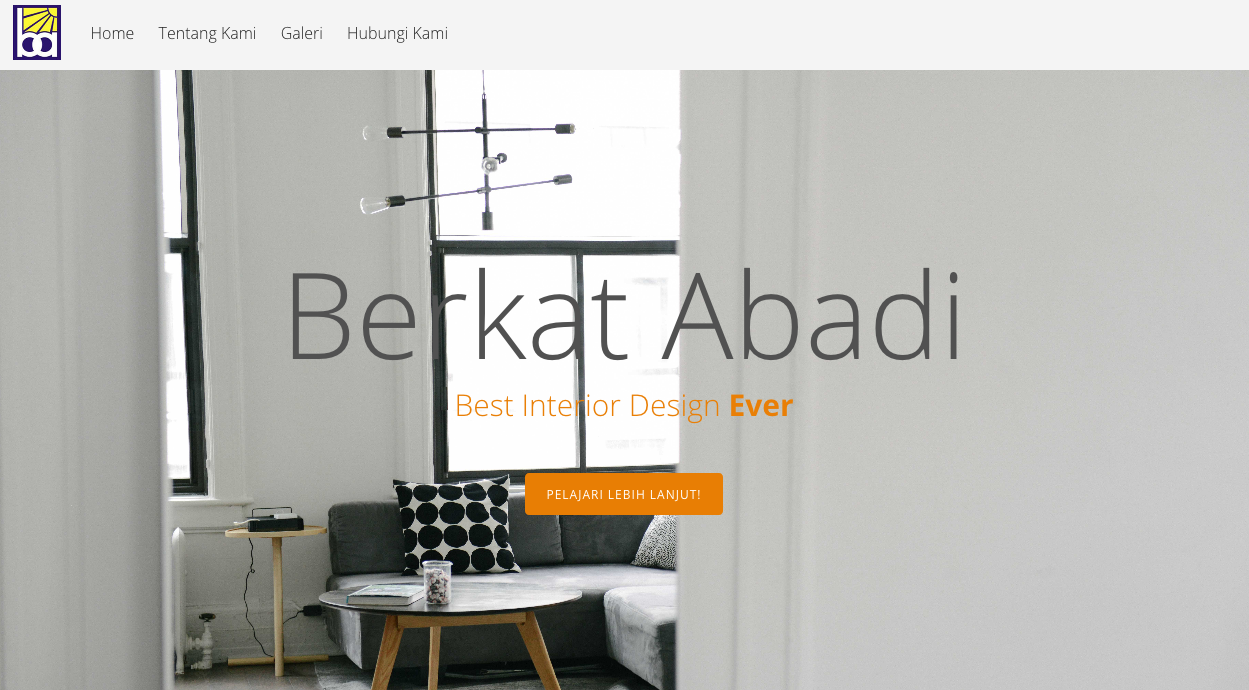 Home Tentang Kami Galeri Hubungi Kami
Berkat Abadi
Best Interior Design Ever
PELAJARI LEBIH LANJUT!